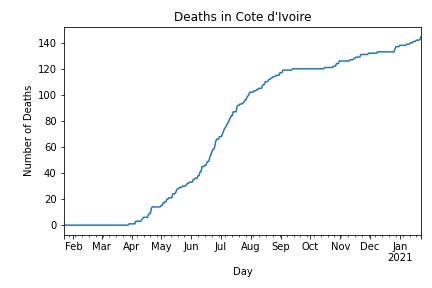 Deaths in Cote d'Ivoire
140
120
100
80
60
40
20
0
Number of Deaths
Feb Mar Apr May Jun Jul Aug Sep Oct Nov Dec Jan
2021
Day